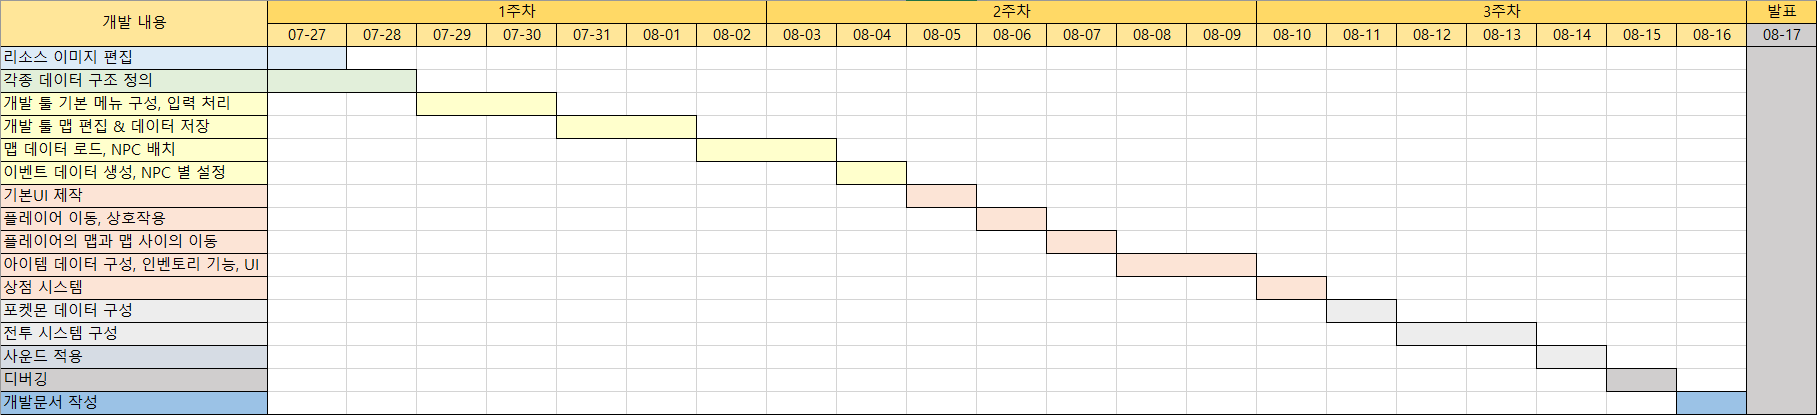 개발 내용 1주차 2주차 3주차 발표
07-27 07-28 07-29 07-30 07-31 08-01 08-02 08-03 08-04 08-05 08-06 08-07 08-08 08-09 08-10 08-11 08-12 08-13 08-14 08-15 08-16 08-17
리소스 이미지 편집
각종 데이터 구조 정의
개발 툴 기본 메뉴 구성, 입력 처리
개발 툴 맵 편집 & 데이터 저장
맵 데이터 로드, NPC 배치
이벤트 데이터 생성, NPC 별 설정
기본UI 제작
플레이어 이동, 상호작용
플레이어의 맵과 맵 사이의 이동
아이템 데이터 구성, 인벤토리 기능, UI
상점 시스템
포켓몬 데이터 구성
전투 시스템 구성
사운드 적용
디버깅
개발문서 작성